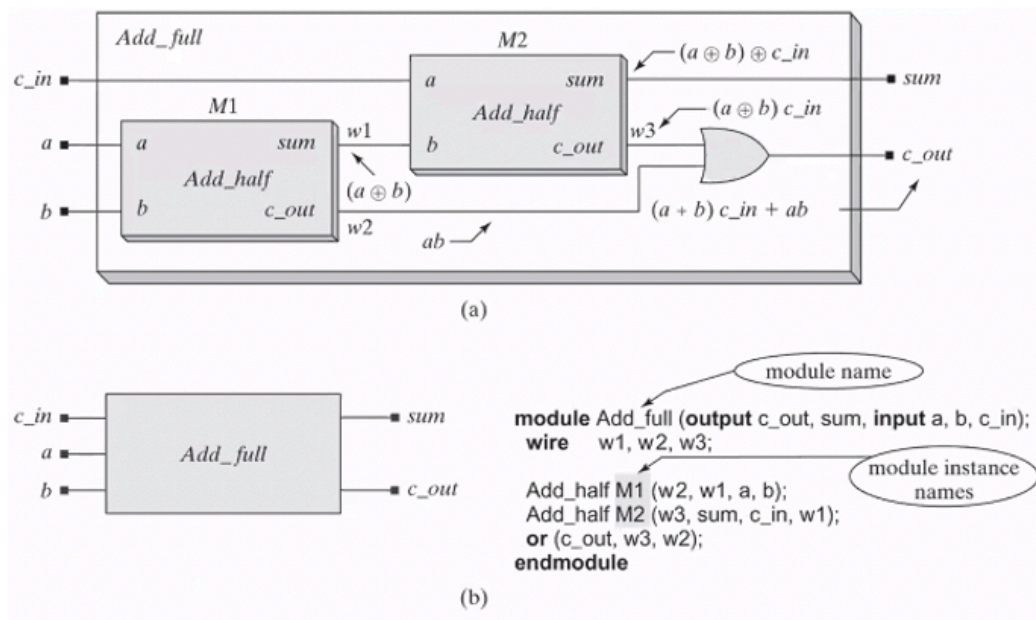 Add_full
M2
(a ⊕ b) ⊕ c_in
c_in
a
sum
sum
M1
Add_half
(a ⊕ b) c_in
w1
w3
a
a
sum
b
c_out
c_out
Add_half
(a ⊕ b)
b
b
c_out
(a + b) c_in + ab
w2
ab
(a)
module name
c_in
sum
module Add_full (output c_out, sum, input a, b, c_in);
wire w1, w2, w3;
a
Add_full
module instance
names
b
c_out
Add_half M1 (w2, w1, a, b);
Add_half M2 (w3, sum, c_in, w1);
or (c_out, w3, w2);
endmodule
(b)